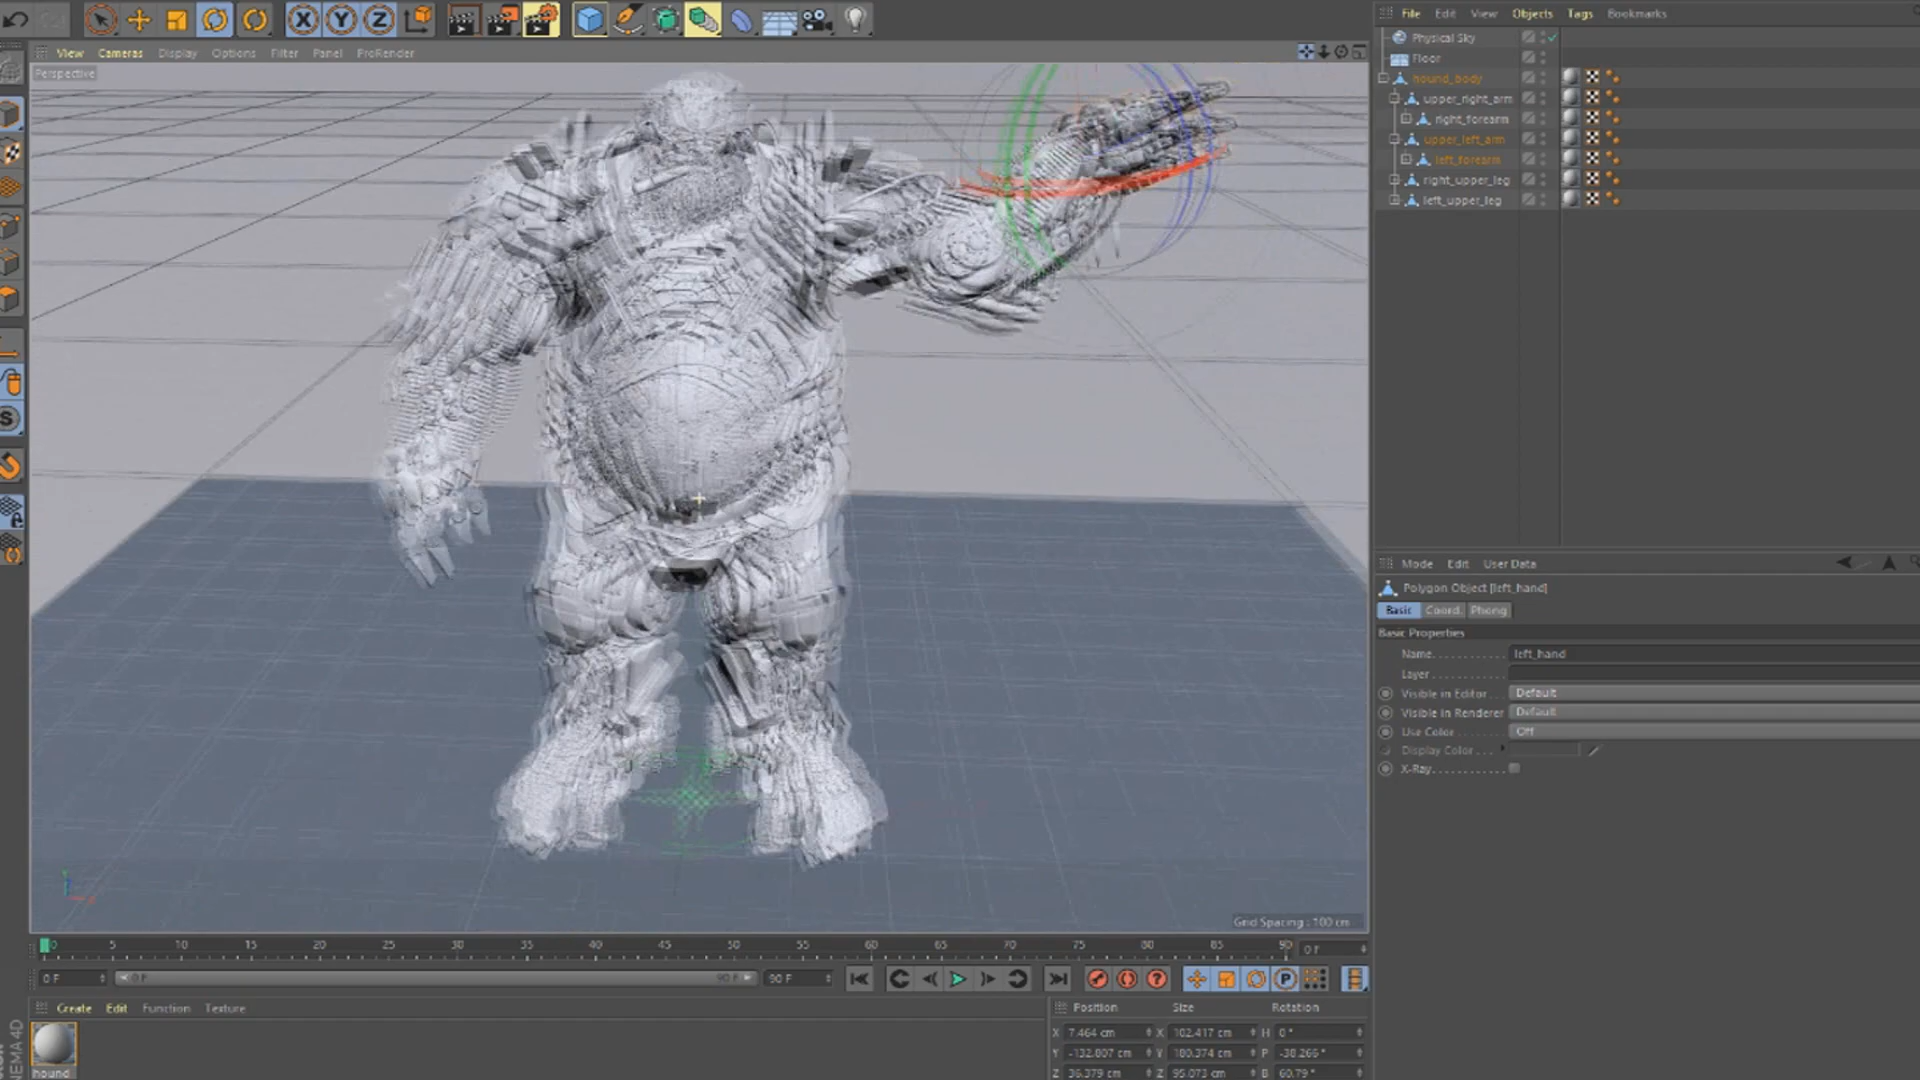 X Y Z
File Edit View Objects Tags Bookmarks
View Cameras Display Options Filter Panel ProRender
Perspective
Physical Sky
Floor
hound_body
upper_right_arm
right_forearm
upper_left_arm
left_forearm
right_upper_leg
left_upper_leg
Mode Edit User Data
Polygon Object [left_hand]
Basic Coord. Phong
Basic Properties
Name left_hand
Layer
Visible in Editor Default
Visible in Renderer Default
Use Color Off
Display Color
X-Ray
Grid Spacing : 100 cm
0 5 10 15 20 25 30 35 40 45 50 55 60 65 70 75 80 85 90 0 F
0 F 0 F 90 F 90 F
Create Edit Function Texture
Position Size Rotation
X 7.464 cm X 102.417 cm H 0 °
Y -132.807 cm Y 180.374 cm P -38.266 °
Z 36.379 cm Z 95.073 cm B 60.79 °
hound